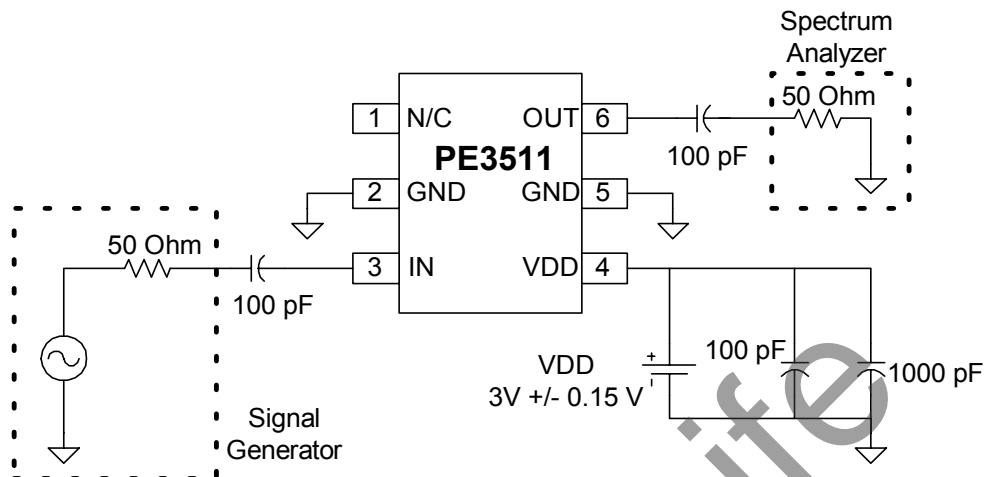 Spectrum
Analyzer
50 Ohm
1 N/C OUT 6
PE3511
100 pF
2 GND GND 5
50 Ohm
3 IN VDD 4
100 pF
VDD
3V +/- 0.15 V
+
-
100 pF
1000 pF
Signal
Generator
ife